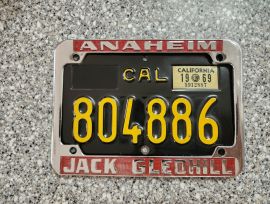 ANAHEIM
CAL
CALIFORNIA
19 69
804886
JACK GLEDHILL